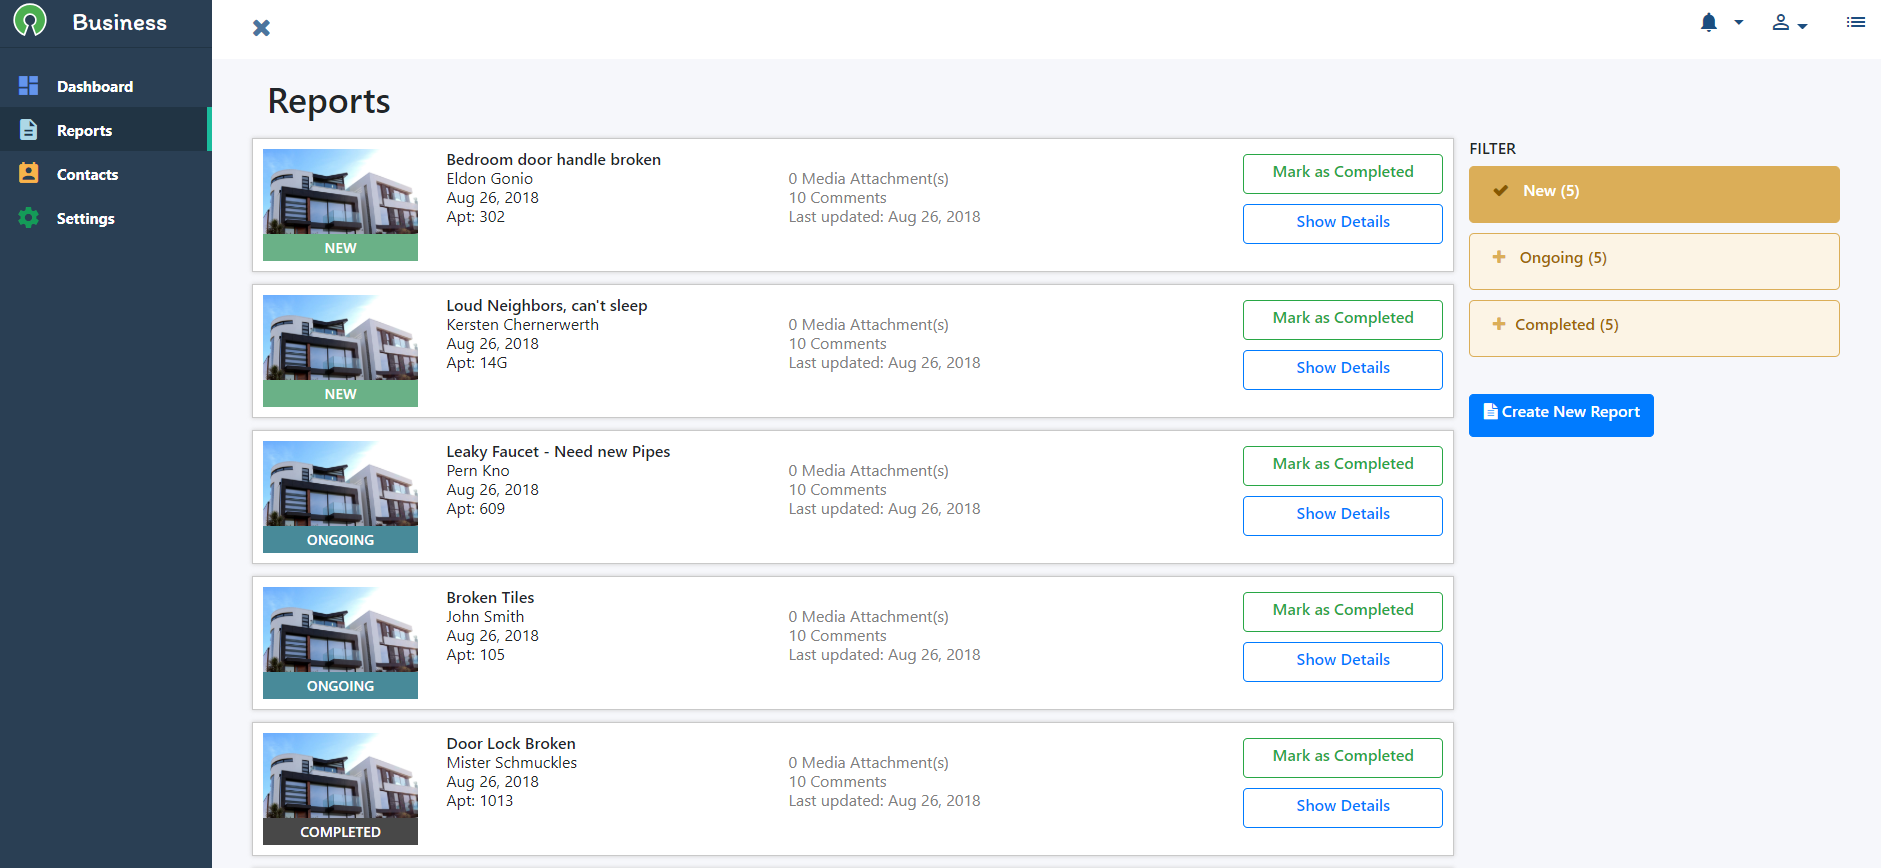 Business
Dashboard
Reports
Contacts
Settings
Reports
Bedroom door handle broken
Eldon Gonio
Aug 26, 2018
Apt: 302
0 Media Attachment(s)
10 Comments
Last updated: Aug 26, 2018
Mark as Completed
Show Details
NEW
Loud Neighbors, can't sleep
Kersten Chernerwerth
Aug 26, 2018
Apt: 14G
0 Media Attachment(s)
10 Comments
Last updated: Aug 26, 2018
Mark as Completed
Show Details
NEW
Leaky Faucet - Need new Pipes
Pern Kno
Aug 26, 2018
Apt: 609
0 Media Attachment(s)
10 Comments
Last updated: Aug 26, 2018
Mark as Completed
Show Details
ONGOING
Broken Tiles
John Smith
Aug 26, 2018
Apt: 105
0 Media Attachment(s)
10 Comments
Last updated: Aug 26, 2018
Mark as Completed
Show Details
ONGOING
Door Lock Broken
Mister Schmuckles
Aug 26, 2018
Apt: 1013
0 Media Attachment(s)
10 Comments
Last updated: Aug 26, 2018
Mark as Completed
Show Details
COMPLETED
FILTER
New (5)
Ongoing (5)
Completed (5)
Create New Report